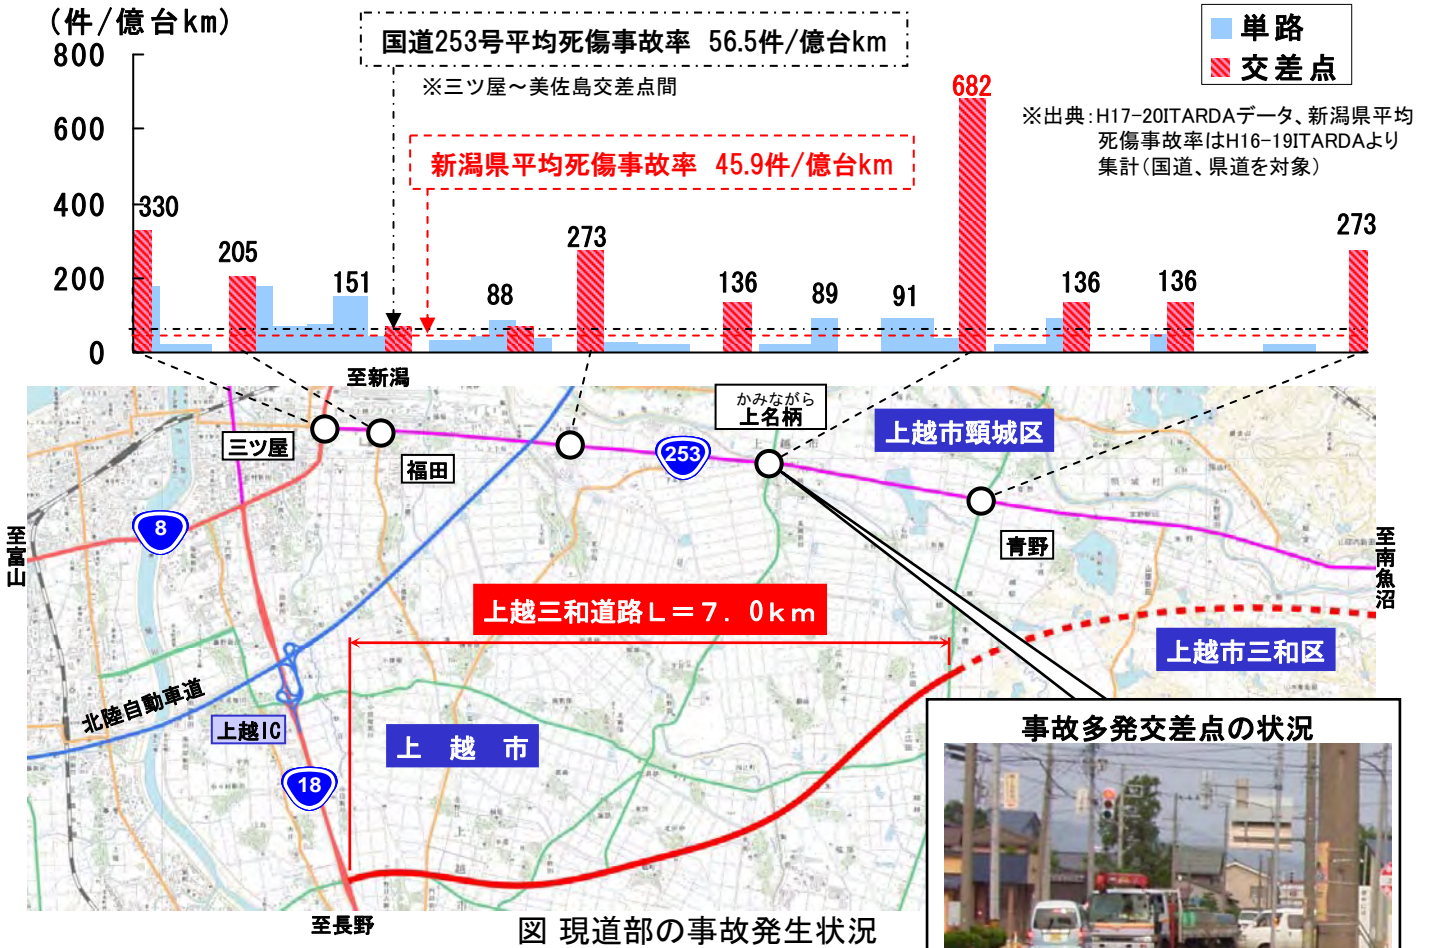 (件/億台km)
800
600
400
200
0
国道253号平均死傷事故率 56.5件/億台km
※三ツ屋～美佐島交差点間
新潟県平均死傷事故率 45.9件/億台km
単路
交差点
※出典:H17-20ITARDAデータ、新潟県平均
死傷事故率はH16-19ITARDAより
集計(国道、県道を対象)
330
205
151
88
273
136
89
91
682
136
136
273
至新潟
三ツ屋
福田
253
かみながら
上名柄
上越市頸城区
青野
至富山
8
至南魚沼
上越三和道路L=7.0km
上越市三和区
北陸自動車道
上越IC
上越市
18
至長野
事故多発交差点の状況
図 現道部の事故発生状況